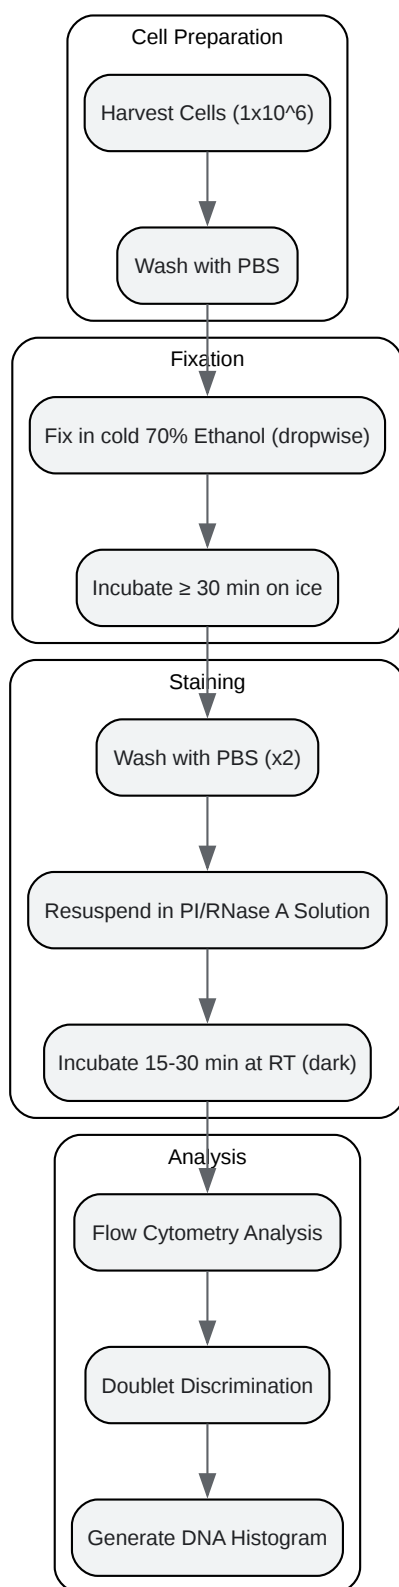 Cell Preparation
Harvest Cells (1x10^6)
Wash with PBS
Fixation
Fix in cold 70% Ethanol (dropwise)
Incubate ≥ 30 min on ice
Staining
Wash with PBS (x2)
Resuspend in PI/RNase A Solution
Incubate 15-30 min at RT (dark)
Analysis
Flow Cytometry Analysis
Doublet Discrimination
Generate DNA Histogram